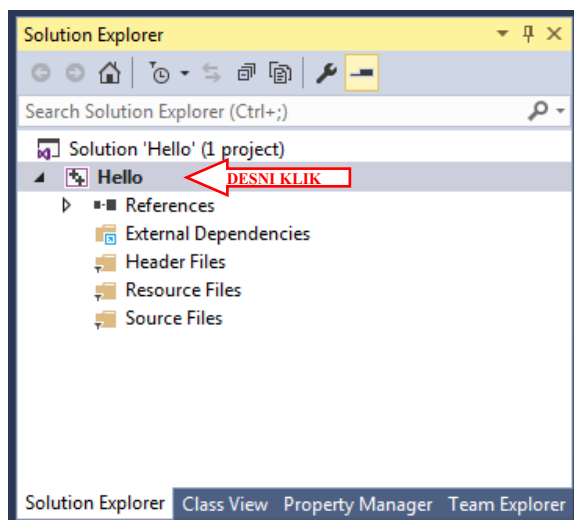 Solution Explorer
Search Solution Explorer (Ctrl+;)
Solution 'Hello' (1 project)
Hello DESNI KLIK
References
External Dependencies
Header Files
Resource Files
Source Files
Solution Explorer Class View Property Manager Team Explorer